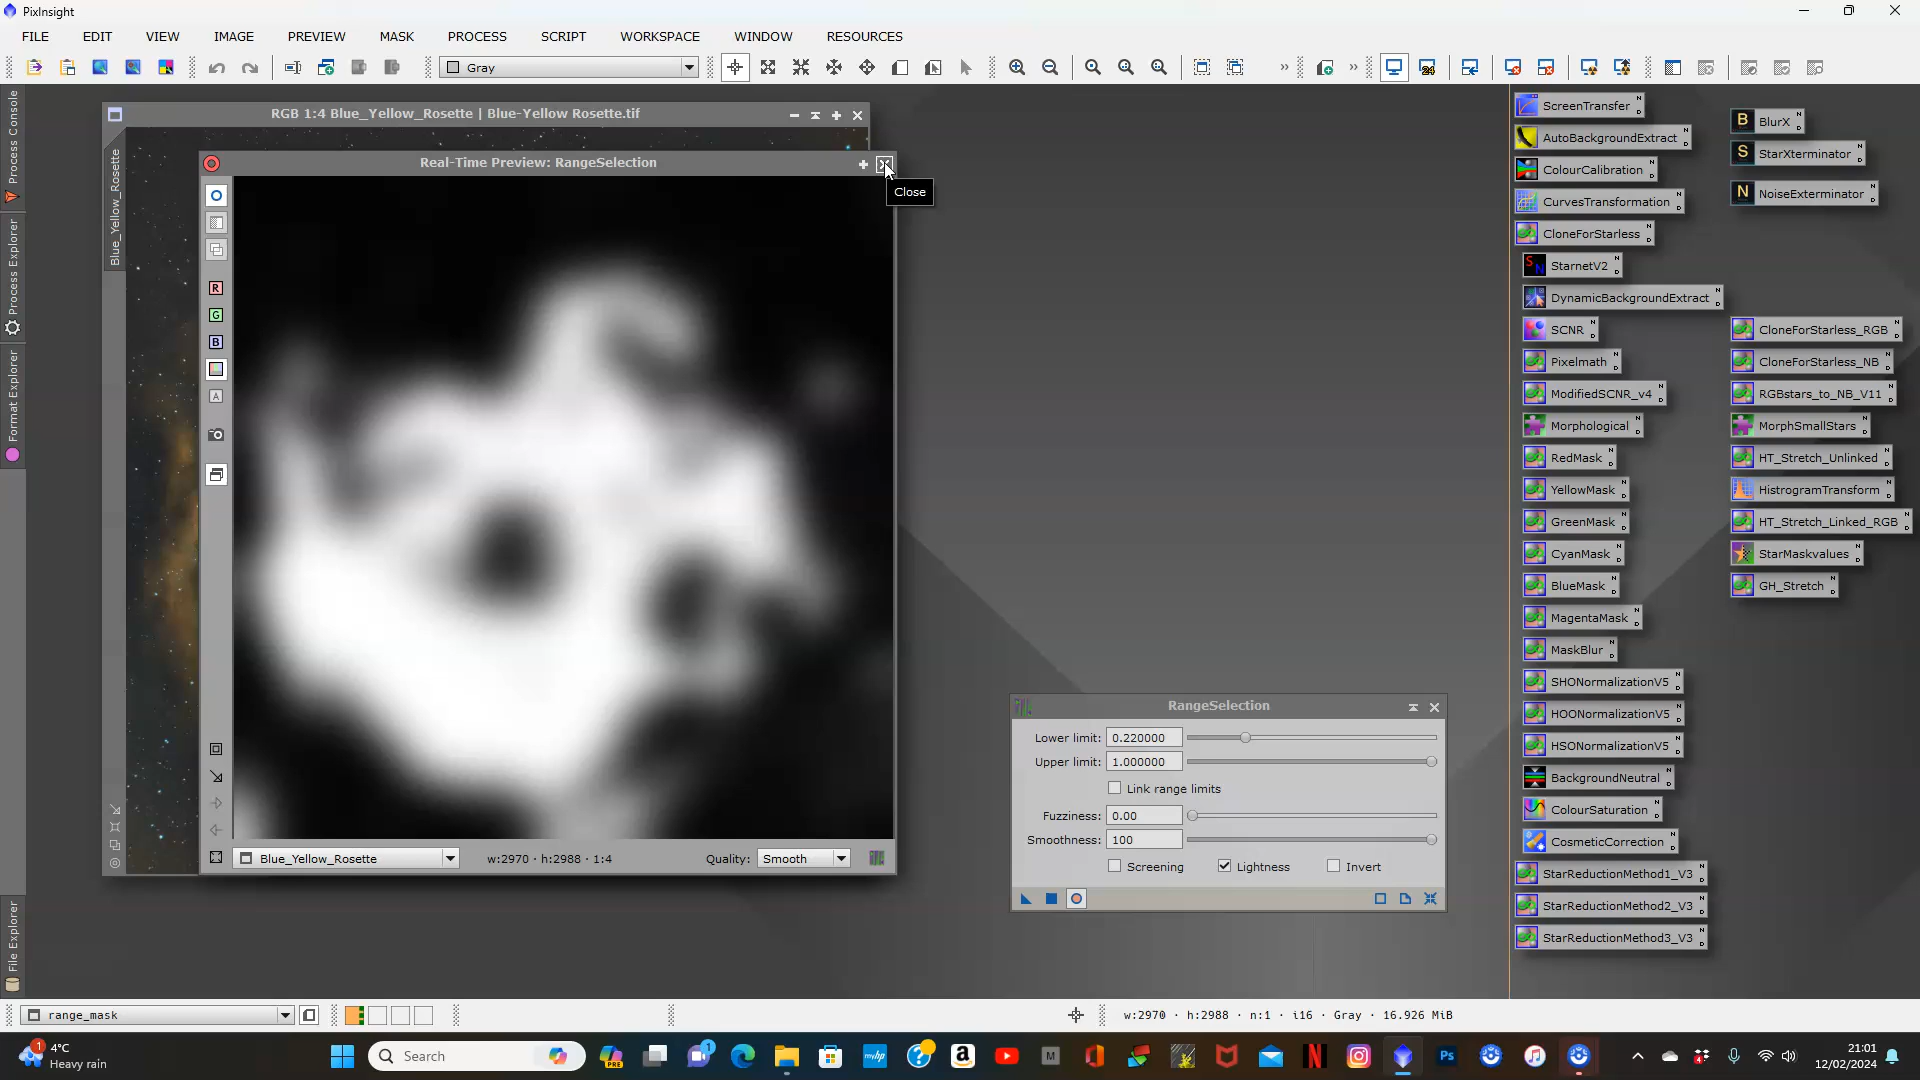 PixInsight
FILE EDIT VIEW IMAGE PREVIEW MASK PROCESS SCRIPT WORKSPACE WINDOW RESOURCES
Gray
24
Process Console
Process Explorer
Format Explorer
File Explorer
RGB 1:4 Blue_Yellow_Rosette | Blue-Yellow Rosette.tif
Blue_Yellow_Rosette
Real-Time Preview: RangeSelection
Close
R
G
B
A
Blue_Yellow_Rosette
w:2970 · h:2988 · 1:4
Quality: Smooth
RangeSelection
Lower limit: 0.220000
Upper limit: 1.000000
Link range limits
Fuzziness: 0.00
Smoothness: 100
Screening Lightness Invert
ScreenTransfer
AutoBackgroundExtract
ColourCalibration
CurvesTransformation
CloneForStarless
StarnetV2
DynamicBackgroundExtract
SCNR
Pixelmath
ModifiedSCNR_v4
Morphological
RedMask
YellowMask
GreenMask
CyanMask
BlueMask
MagentaMask
MaskBlur
SHONormalizationV5
HOONormalizationV5
HSONormalizationV5
BackgroundNeutral
ColourSaturation
CosmeticCorrection
StarReductionMethod1_V3
StarReductionMethod2_V3
StarReductionMethod3_V3
B BlurX
S StarXterminator
N NoiseExterminator
CloneForStarless_RGB
CloneForStarless_NB
RGBstars_to_NB_V11
MorphSmallStars
HT_Stretch_Unlinked
HistrogramTransform
HT_Stretch_Linked_RGB
StarMaskvalues
GH_Stretch
range_mask
w:2970 · h:2988 · n:1 · i16 · Gray · 16.926 MiB
1
4°C
Heavy rain
Search
PRE
1
M
Ps
4
21:01
12/02/2024